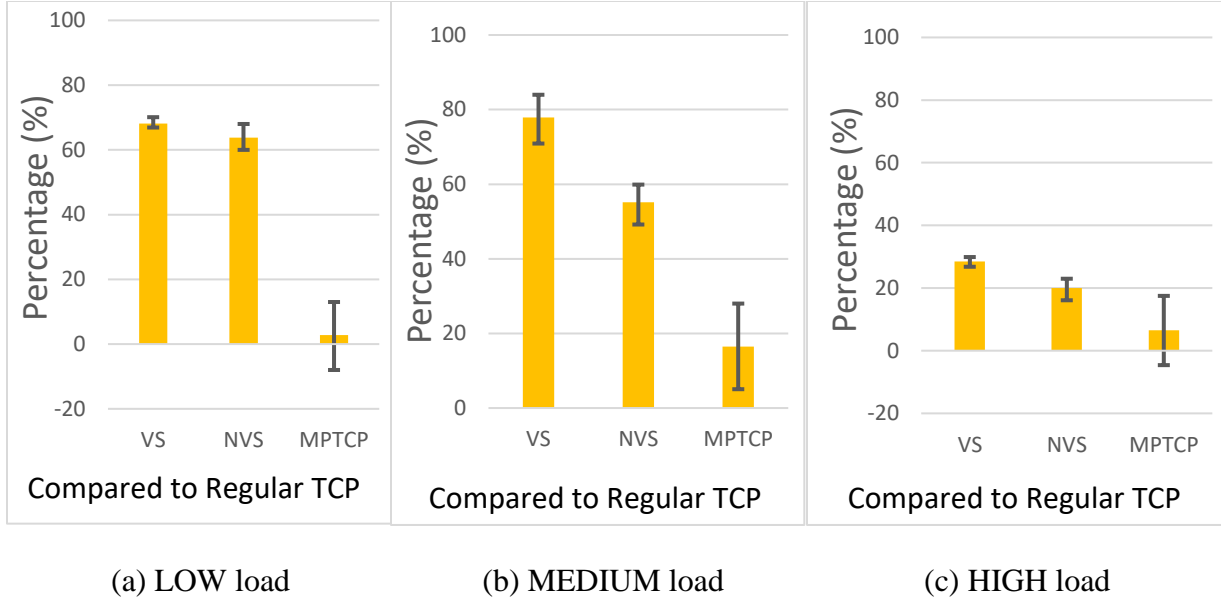 100
80
60
40
20
0
-20
Percentage (%)
VS NVS MPTCP
Compared to Regular TCP
100
80
60
40
20
0
Percentage (%)
VS NVS MPTCP
Compared to Regular TCP
100
80
60
40
20
0
-20
Percentage (%)
VS NVS MPTCP
Compared to Regular TCP
(a) LOW load
(b) MEDIUM load
(c) HIGH load